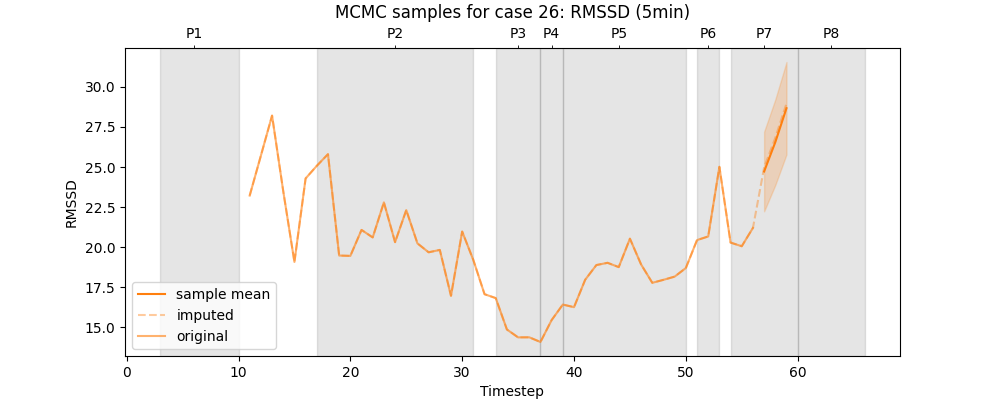 MCMC samples for case 26: RMSSD (5min)
P1 P2 P3 P4 P5 P6 P7 P8
30.0
27.5
25.0
22.5
20.0
17.5
15.0
RMSSD
sample mean
imputed
original
0 10 20 30 40 50 60
Timestep